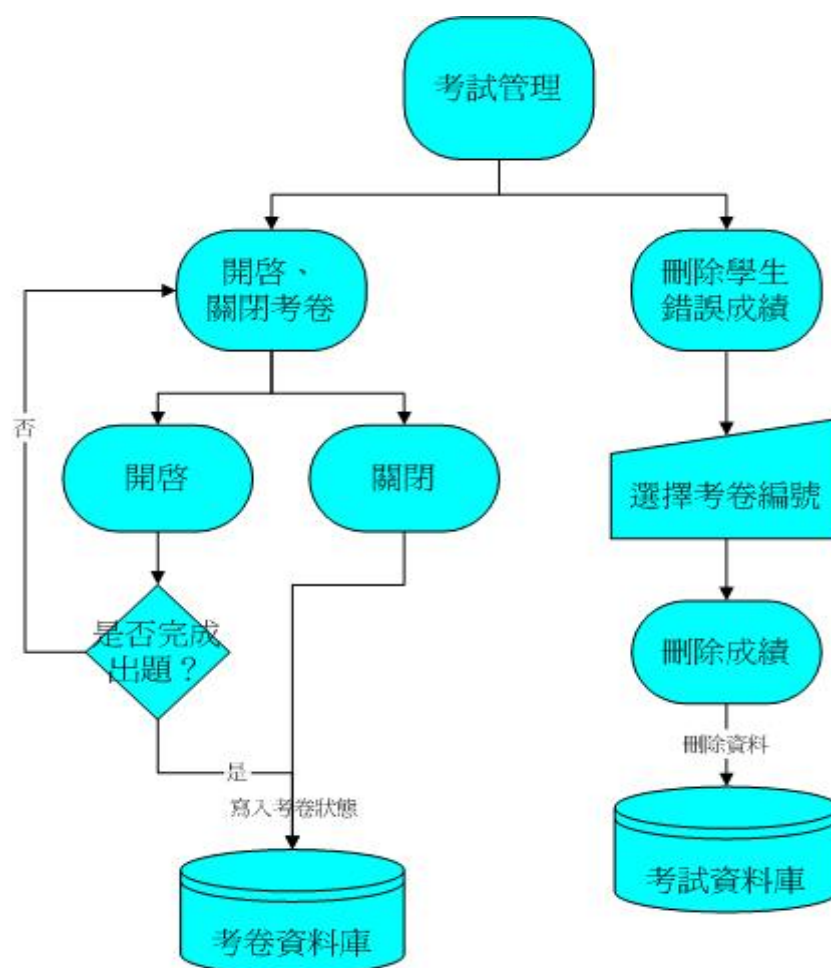 考試管理
開啓、
關閉考卷
刪除學生
錯誤成績
否
開啓
關閉
選擇考卷編號
是否完成
出題？
刪除成績
刪除資料
是
寫入考卷狀態
考試資料庫
考卷資料庫